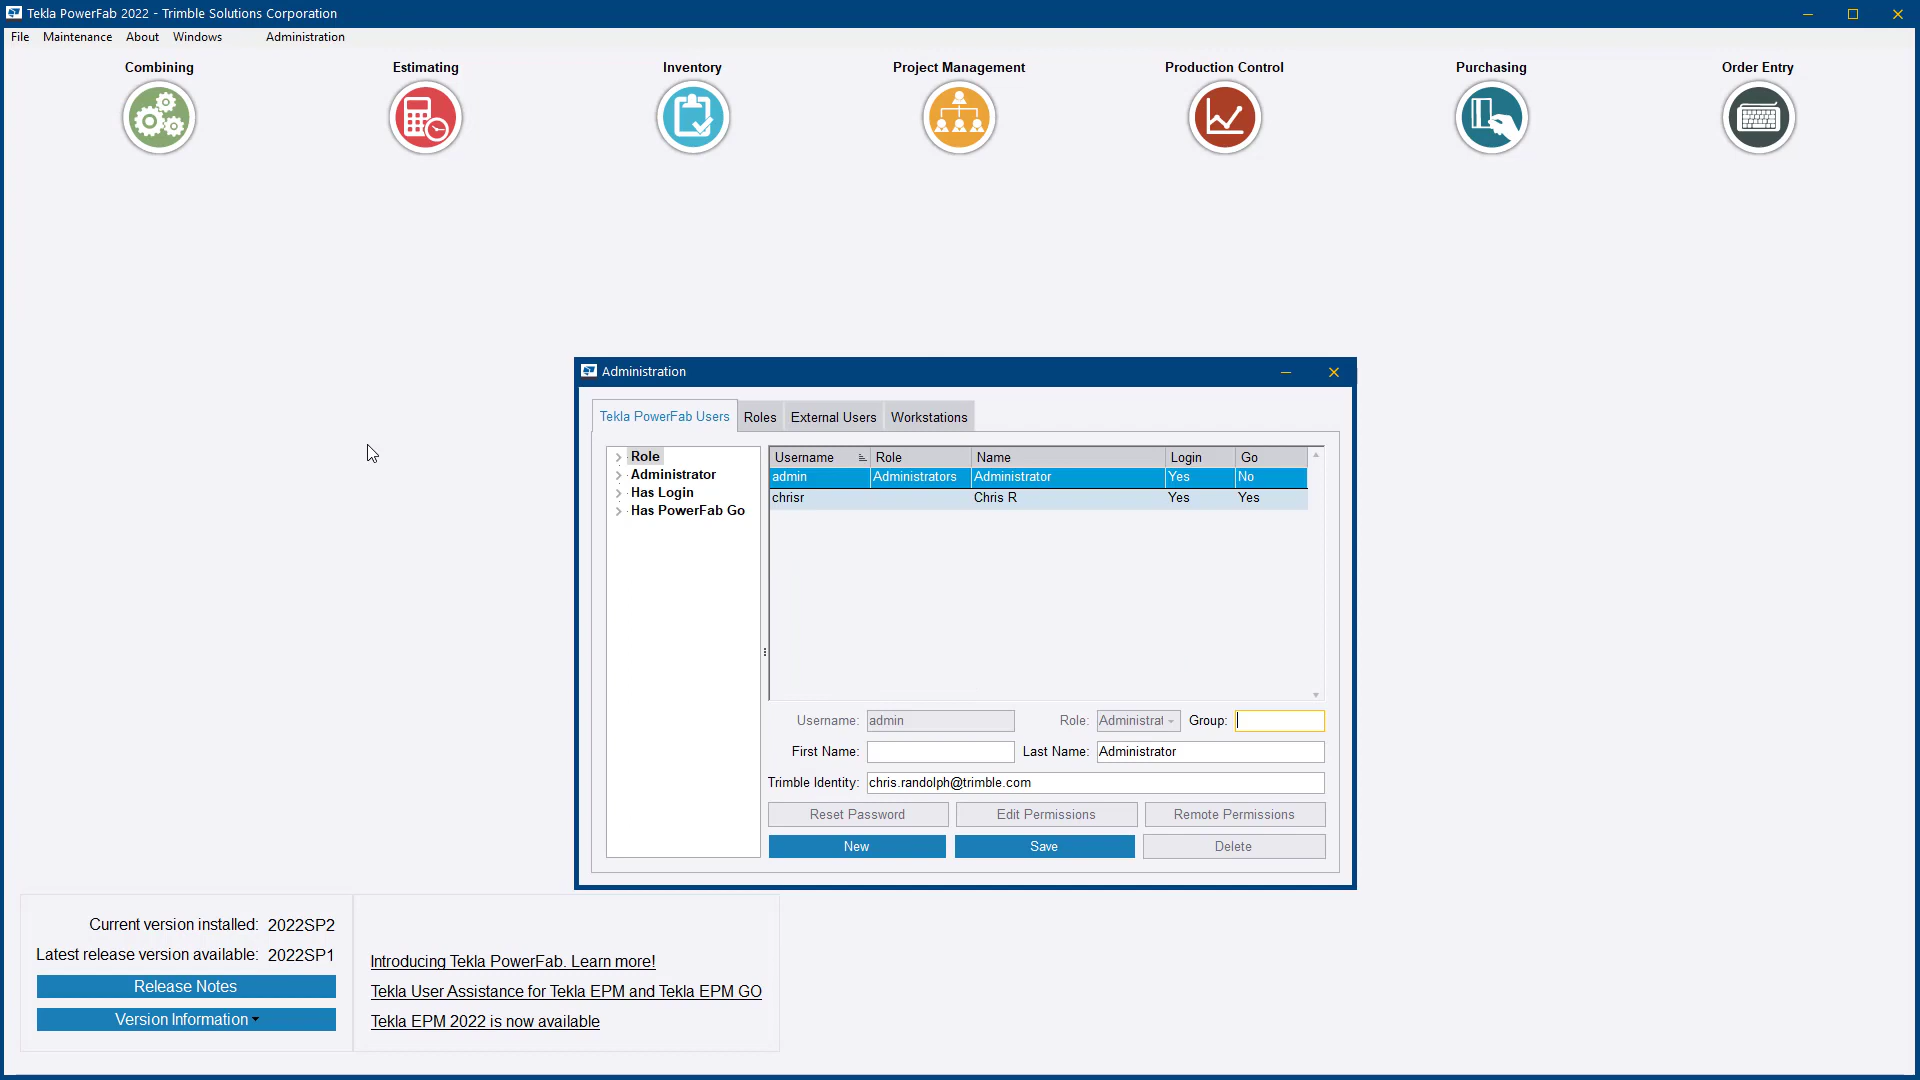 Tekla PowerFab 2022 - Trimble Solutions Corporation
File Maintenance About Windows Administration
Combining Estimating Inventory Project Management Production Control Purchasing Order Entry
Administration
Tekla PowerFab Users Roles External Users Workstations
Role
Administrator
Has Login
Has PowerFab Go
Username Role Name Login Go
admin Administrators Administrator Yes No
chrisr Chris R Yes Yes
Username: admin Role: Administrat Group:
First Name: Last Name: Administrator
Trimble Identity: chris.randolph@trimble.com
Reset Password Edit Permissions Remote Permissions
New Save Delete
Current version installed: 2022SP2
Latest release version available: 2022SP1
Release Notes
Version Information
Introducing Tekla PowerFab. Learn more!
Tekla User Assistance for Tekla EPM and Tekla EPM GO
Tekla EPM 2022 is now available